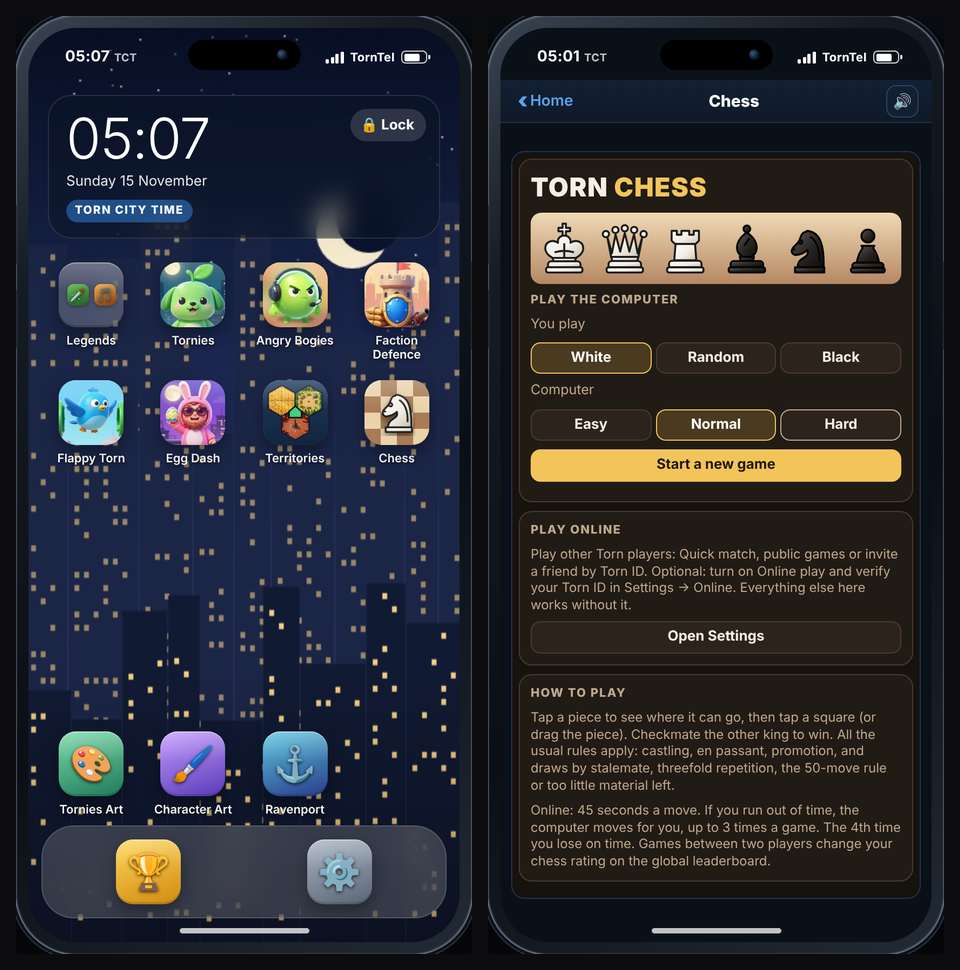 05:07 TCT
TornTel
05:07
🔒 Lock
Sunday 15 November
TORN CITY TIME
Legends
Tornies
Angry Bogies
Faction
Defence
Flappy Torn
Egg Dash
Territories
Chess
Tornies Art
Character Art
Ravenport
05:01 TCT
TornTel
Home
Chess
TORN CHESS
PLAY THE COMPUTER
You play
White
Random
Black
Computer
Easy
Normal
Hard
Start a new game
PLAY ONLINE
Play other Torn players: Quick match, public games or invite
a friend by Torn ID. Optional: turn on Online play and verify
your Torn ID in Settings → Online. Everything else here
works without it.
Open Settings
HOW TO PLAY
Tap a piece to see where it can go, then tap a square (or
drag the piece). Checkmate the other king to win. All the
usual rules apply: castling, en passant, promotion, and
draws by stalemate, threefold repetition, the 50-move rule
or too little material left.
Online: 45 seconds a move. If you run out of time, the
computer moves for you, up to 3 times a game. The 4th time
you lose on time. Games between two players change your
chess rating on the global leaderboard.